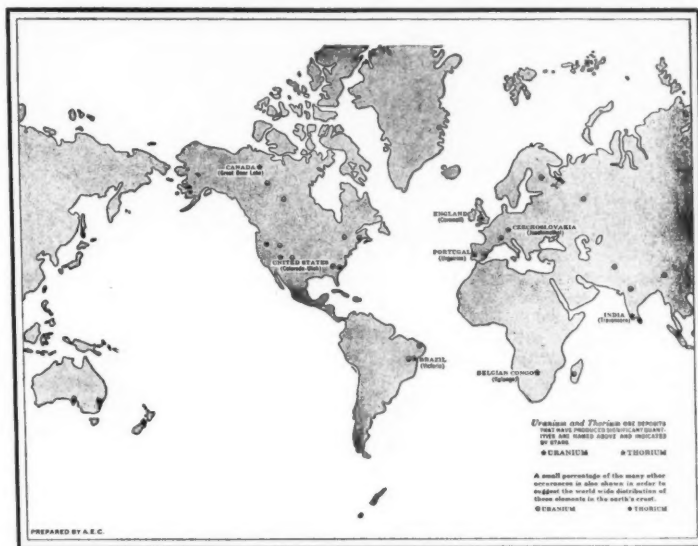 CANADA
(Great Bear Lake)
ENGLAND
(Cornwall)
CZECHOSLOVAKIA
PORTUGAL
UNITED STATES
(Colorado-Utah)
INDIA
(Travancore)
BRAZIL
(Victoria)
BELGIAN CONGO
Uranium and Thorium ORE DEPOSITS
THAT HAVE PRODUCED SIGNIFICANT QUANT-
ITIES ARE NAMED ABOVE AND INDICATED
BY STARS
URANIUM THORIUM
A small percentage of the many other
occurrences is also shown in order to
suggest the world wide distribution of
these elements in the earth's crust.
URANIUM THORIUM
PREPARED BY A.E.C.